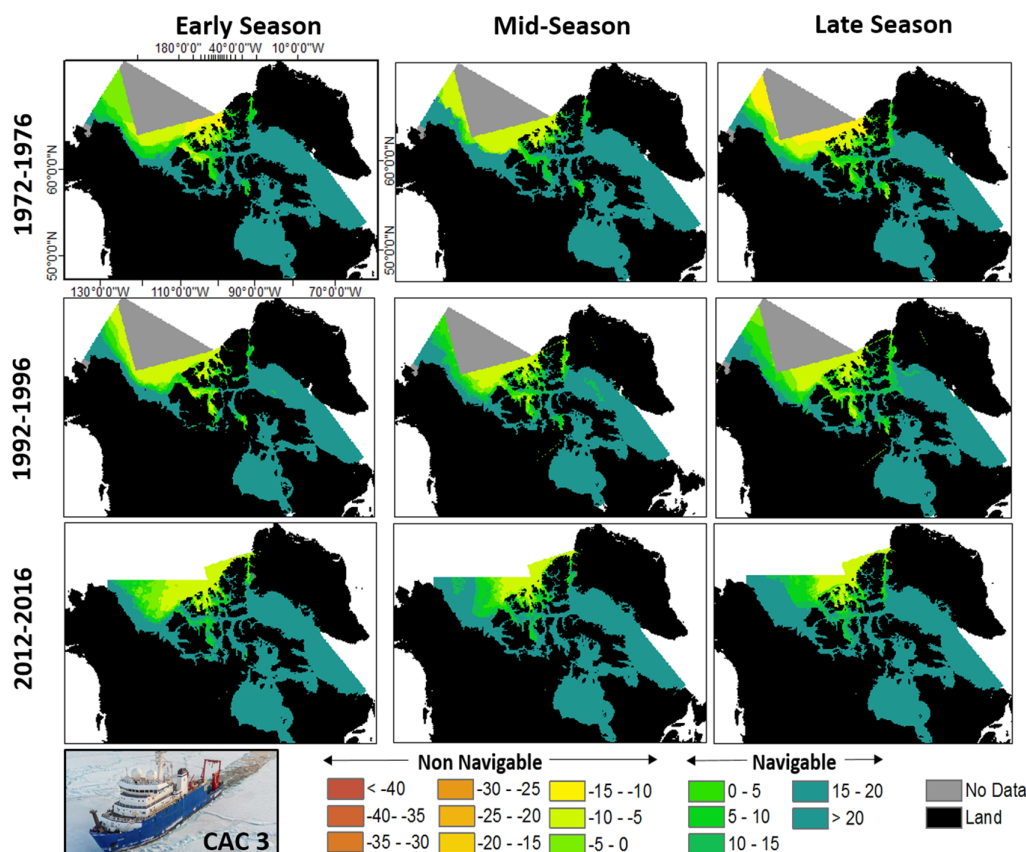 Early Season
Mid-Season
Late Season
180°0'0" 40°0'0"W 10°0'0"W
1972-1976
60°0'0"N
50°0'0"N
60°0'0"N
50°0'0"N
130°0'0"W 110°0'0"W 90°0'0"W 70°0'0"W
1992-1996
2012-2016
CAC 3
Non Navigable
Navigable
< -40
-30 - -25
-15 - -10
0 - 5
15 - 20
No Data
-40- -35
-25 - -20
-10 - -5
5 - 10
> 20
Land
-35 - -30
-20 - -15
-5 - 0
10 - 15